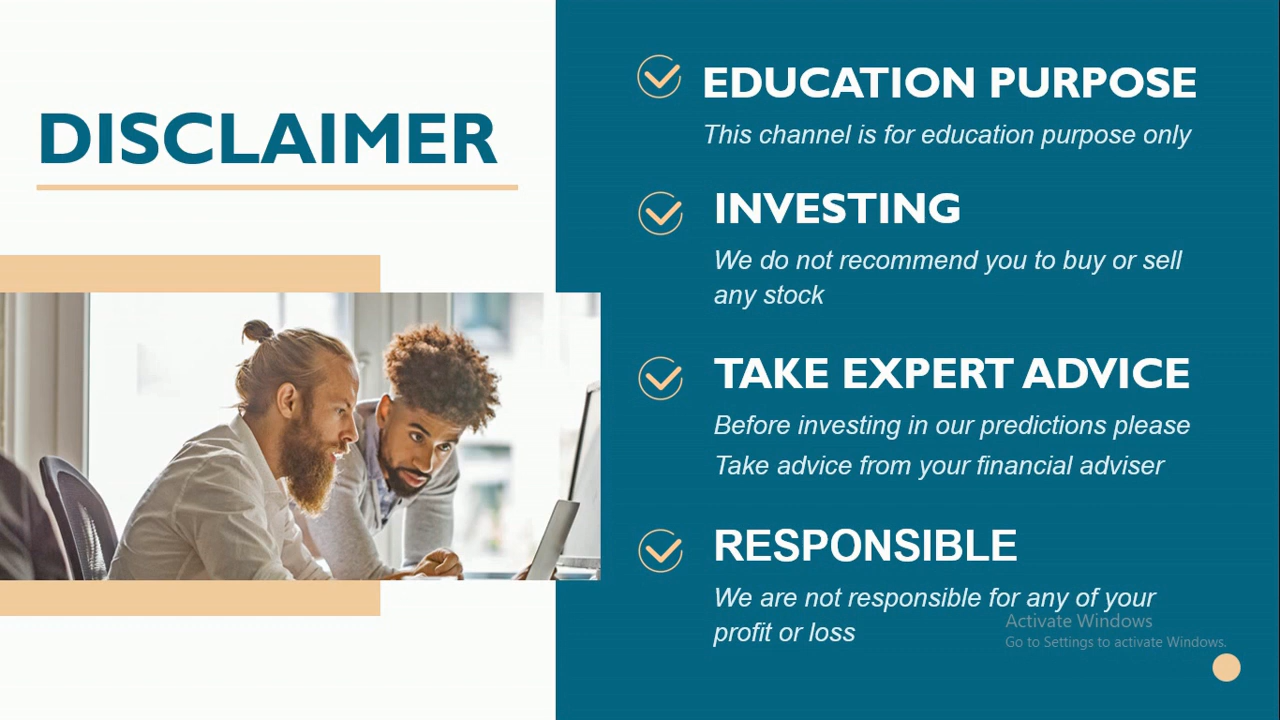 DISCLAIMER
EDUCATION PURPOSE
This channel is for education purpose only
INVESTING
We do not recommend you to buy or sell
any stock
TAKE EXPERT ADVICE
Before investing in our predictions please
Take advice from your financial adviser
RESPONSIBLE
We are not responsible for any of your
profit or loss
Activate Windows
Go to Settings to activate Windows.